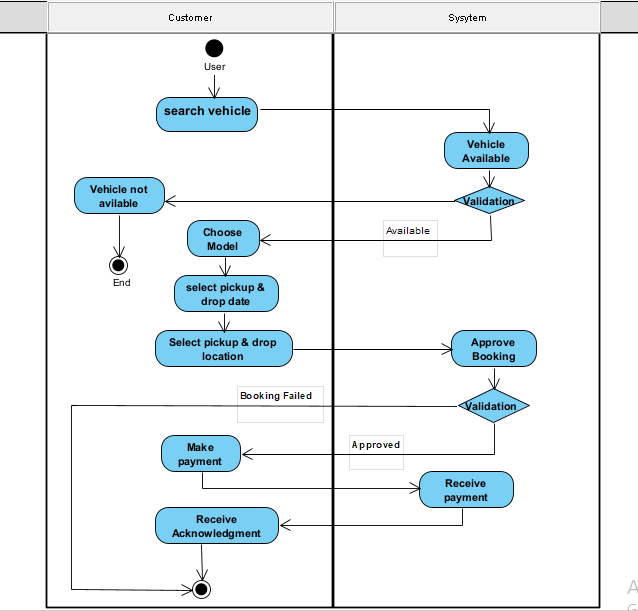 Customer
Sysytem
User
search vehicle
Vehicle
Available
Vehicle not
avilable
Validation
Choose
Model
Available
End
select pickup &
drop date
Select pickup & drop
location
Approve
Booking
Booking Failed
Validation
Make
payment
Approved
Receive
payment
Receive
Acknowledgment